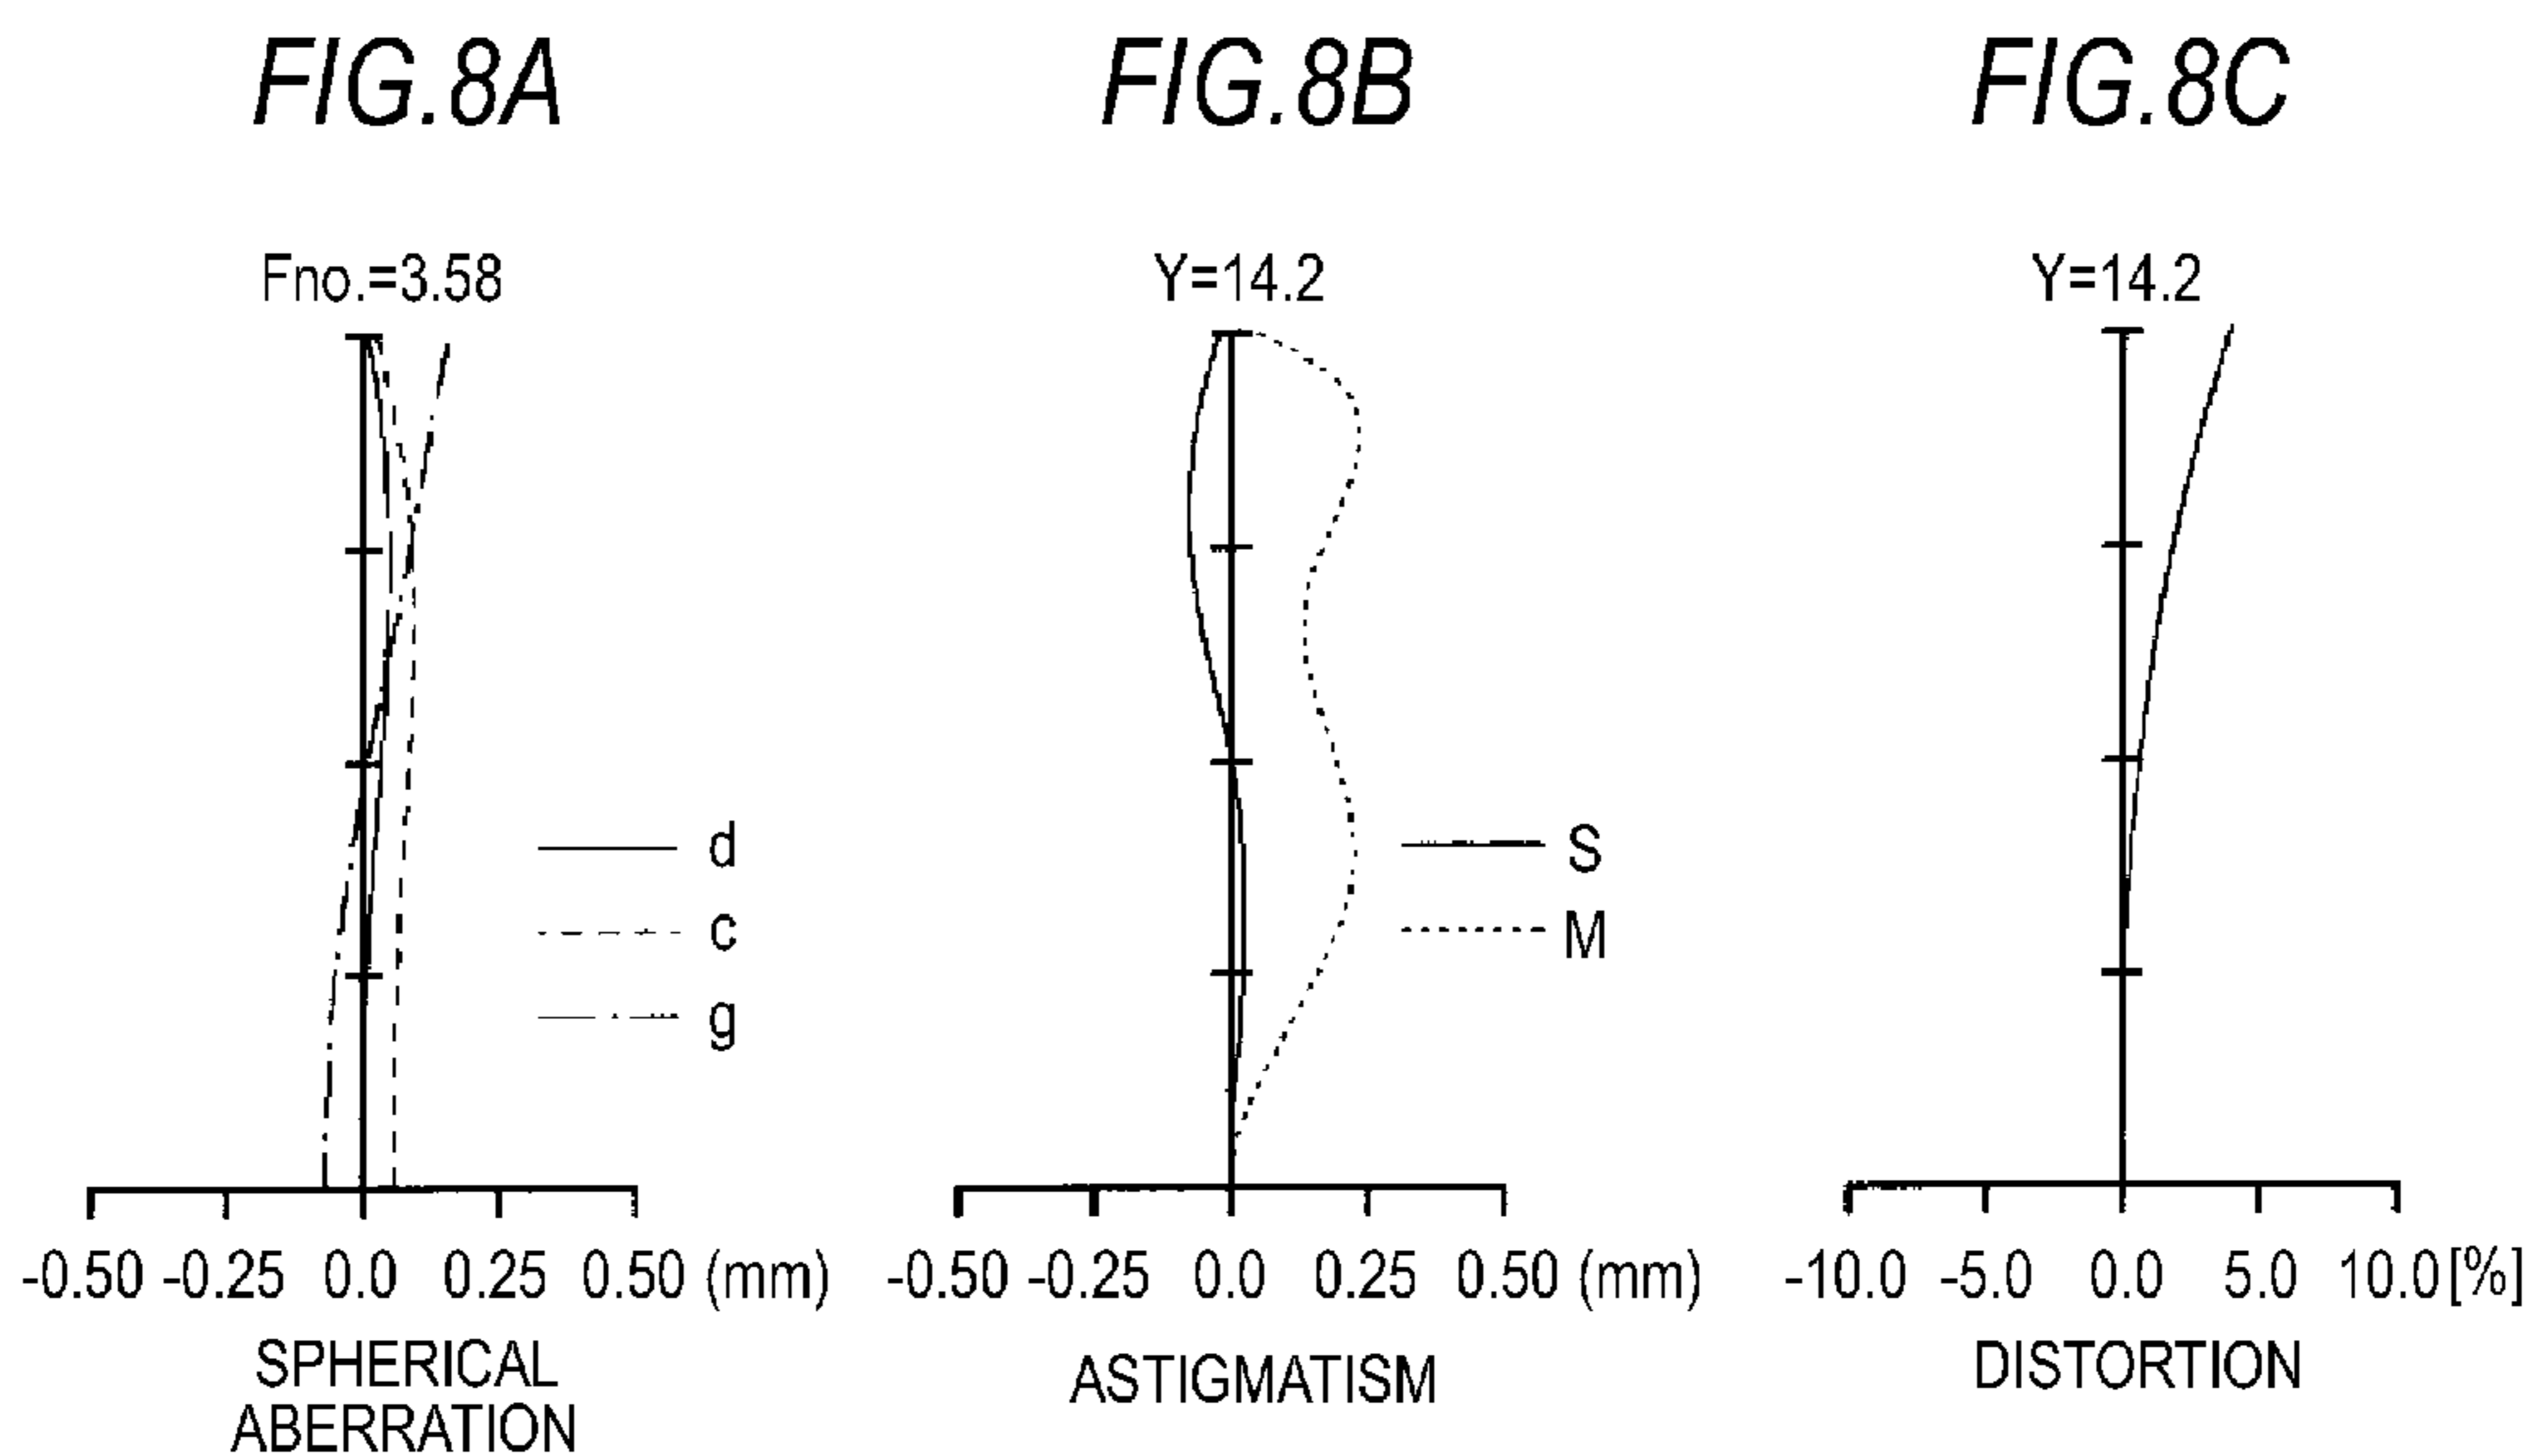 FIG.8A
Fno.=3.58
d
c
g
-0.50 -0.25 0.0 0.25 0.50 (mm)
SPHERICAL
ABERRATION
FIG.8B
Y=14.2
S
M
-0.50 -0.25 0.0 0.25 0.50 (mm)
ASTIGMATISM
FIG.8C
Y=14.2
-10.0 -5.0 0.0 5.0 10.0[%]
DISTORTION